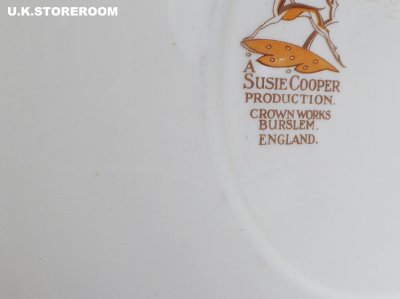 U.K.STOREROOM
A
SUSIE COOPER
PRODUCTION.
CROWN WORKS
BURSLEM.
ENGLAND.